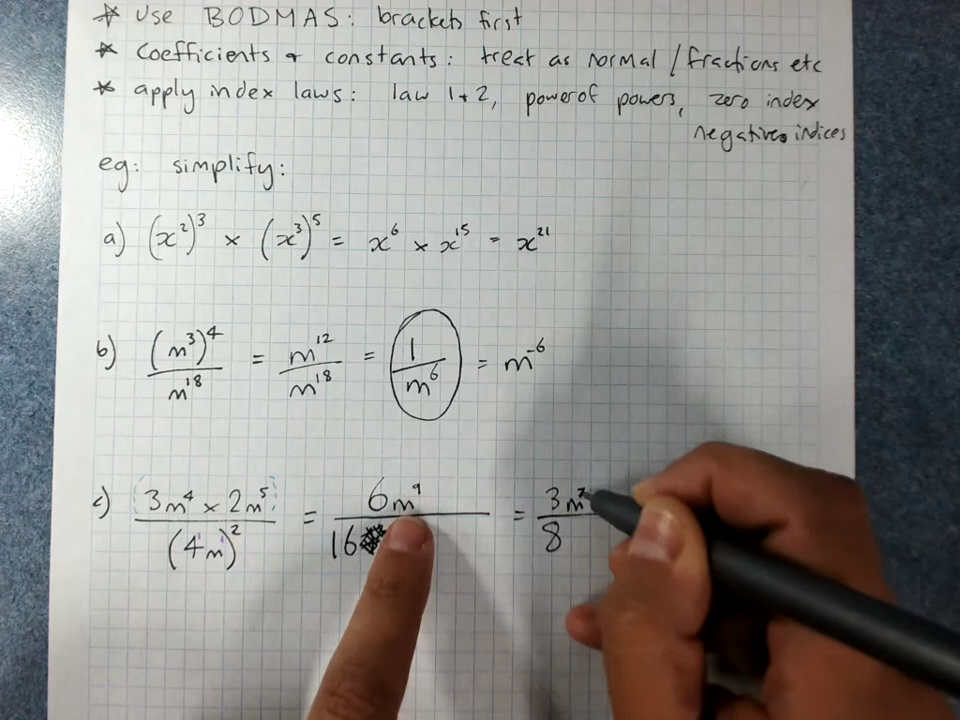 * Use BODMAS: brackets first
* Coefficients + constants: treat as normal / fractions etc
* apply index laws: law 1 + 2, power of powers, zero index
negative indices
eg: simplify:
a) (x²)³ × (x³)⁵ = x⁶ × x¹⁵ = x²¹
b) (m³)⁴ / m¹⁸ = m¹² / m¹⁸ = 1 / m⁶ = m⁻⁶
c) 3m⁴ × 2m⁵ / (4m)² = 6m⁹ / 16 = 3m⁷ / 8